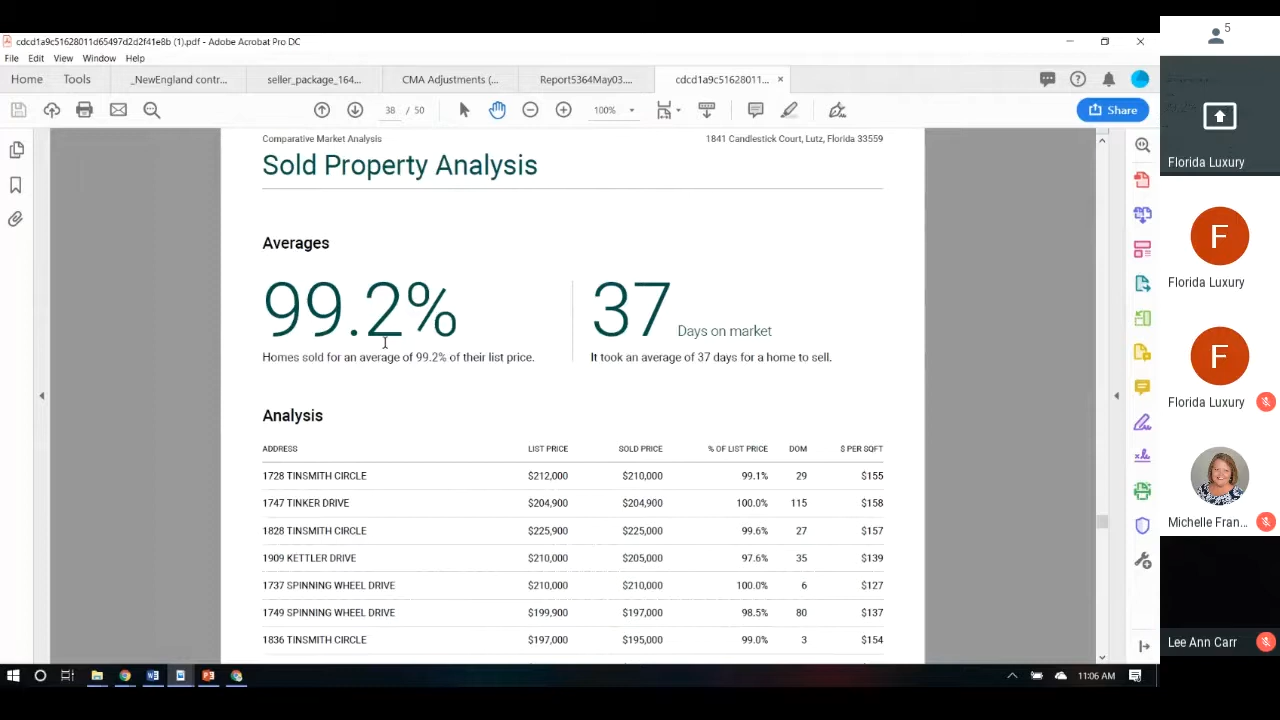 cdcd1a9c51628011d65497d2d2f41e8b (1).pdf - Adobe Acrobat Pro DC
File Edit View Window Help
Home Tools _NewEngland contr... seller_package_164... CMA Adjustments (... Report5364May03.... cdcd1a9c51628011... ×
38 / 50 100% Share
Comparative Market Analysis 1841 Candlestick Court, Lutz, Florida 33559
Sold Property Analysis
Averages
99.2% 37 Days on market
Homes sold for an average of 99.2% of their list price. It took an average of 37 days for a home to sell.
Analysis
ADDRESS LIST PRICE SOLD PRICE % OF LIST PRICE DOM $ PER SQFT
1728 TINSMITH CIRCLE $212,000 $210,000 99.1% 29 $155
1747 TINKER DRIVE $204,900 $204,900 100.0% 115 $158
1828 TINSMITH CIRCLE $225,900 $225,000 99.6% 27 $157
1909 KETTLER DRIVE $210,000 $205,000 97.6% 35 $139
1737 SPINNING WHEEL DRIVE $210,000 $210,000 100.0% 6 $127
1749 SPINNING WHEEL DRIVE $199,900 $197,000 98.5% 80 $137
1836 TINSMITH CIRCLE $197,000 $195,000 99.0% 3 $154
11:06 AM
5
Florida Luxury
F
Florida Luxury
F
Florida Luxury
Michelle Fran...
Lee Ann Carr